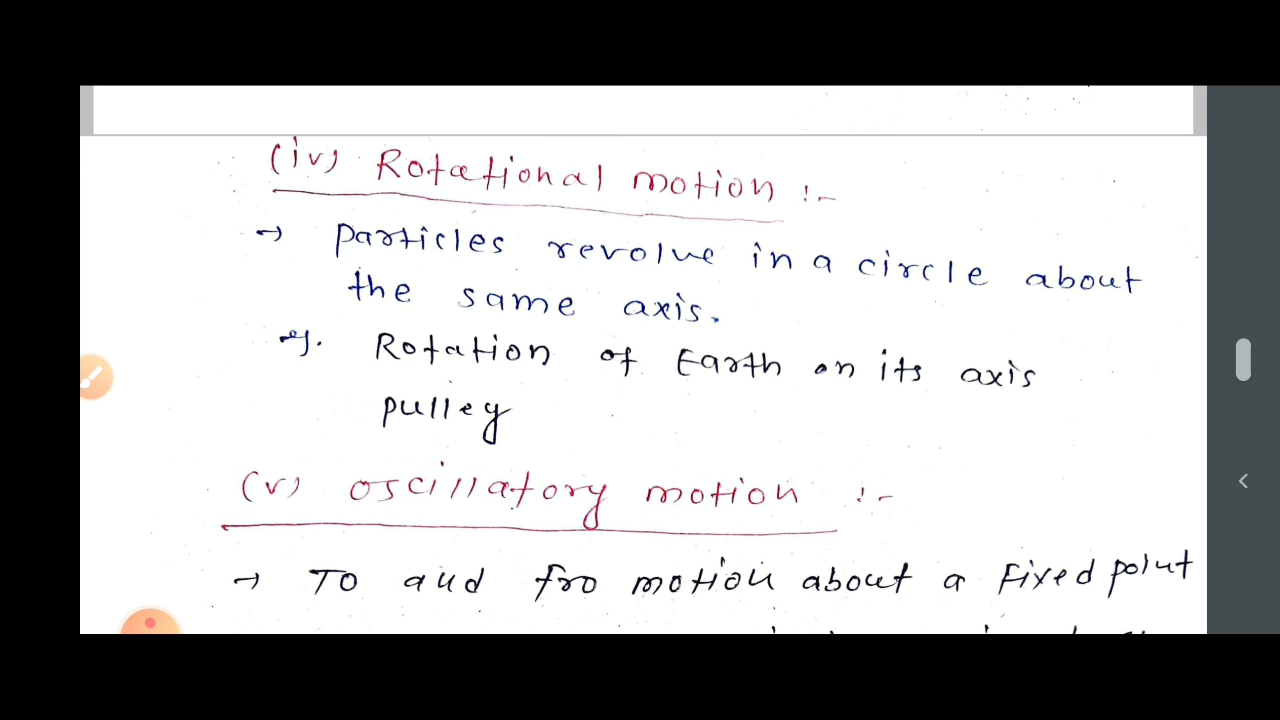 (iv) Rotational motion :-
→ Particles revolve in a circle about
the same axis.
eg. Rotation of Earth on its axis
pulley
(v) oscillatory motion :-
→ To and fro motion about a fixed point